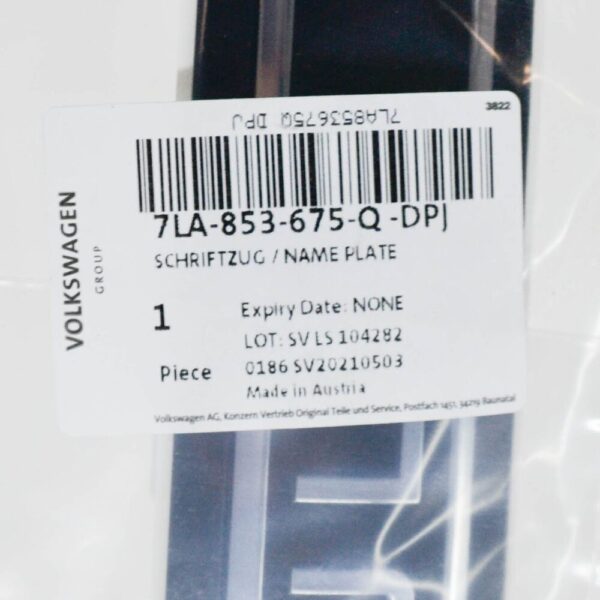 3822
7LA853675Q DPJ
7LA-853-675-Q -DPJ
SCHRIFTZUG / NAME PLATE
VOLKSWAGEN
GROUP
1
Expiry Date: NONE
LOT: SV LS 104282
Piece
0186 SV20210503
Made in Austria
Volkswagen AG, Konzern Vertrieb Original Teile und Service, Postfach 1451, 34219 Baunatal